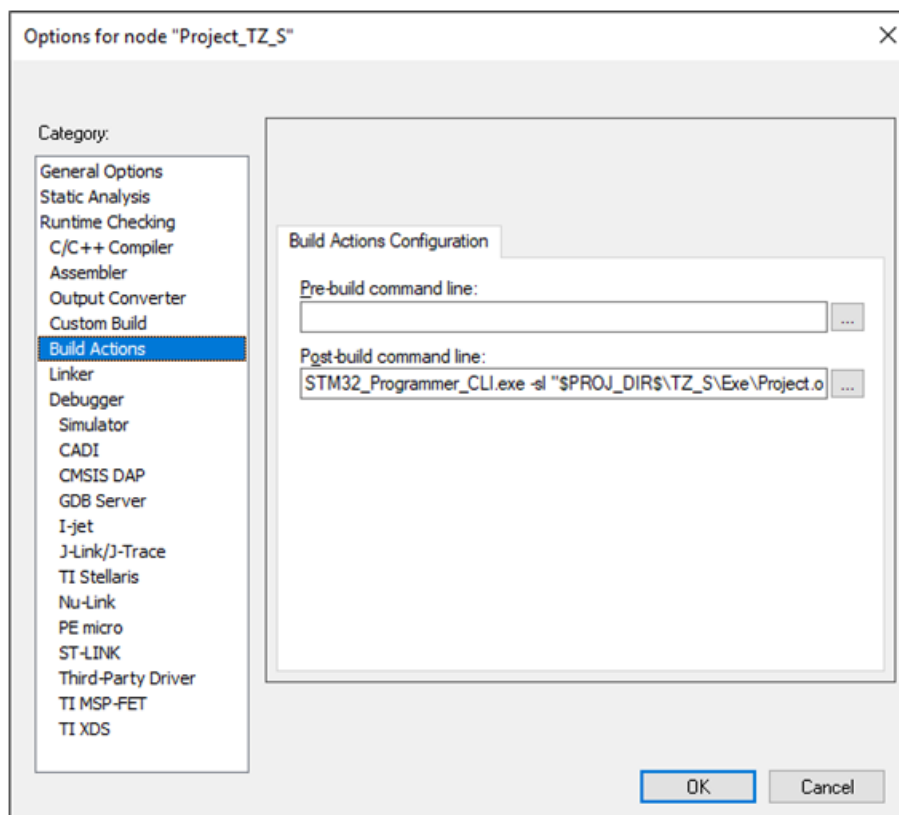 Options for node "Project_TZ_S"
Category:
General Options
Static Analysis
Runtime Checking
C/C++ Compiler
Assembler
Output Converter
Custom Build
Build Actions
Linker
Debugger
Simulator
CADI
CMSIS DAP
GDB Server
I-jet
J-Link/J-Trace
TI Stellaris
Nu-Link
PE micro
ST-LINK
Third-Party Driver
TI MSP-FET
TI XDS
Build Actions Configuration
Pre-build command line:
...
Post-build command line:
STM32_Programmer_CLI.exe -sl "$PROJ_DIR$\TZ_S\Exe\Project.o
...
OK
Cancel